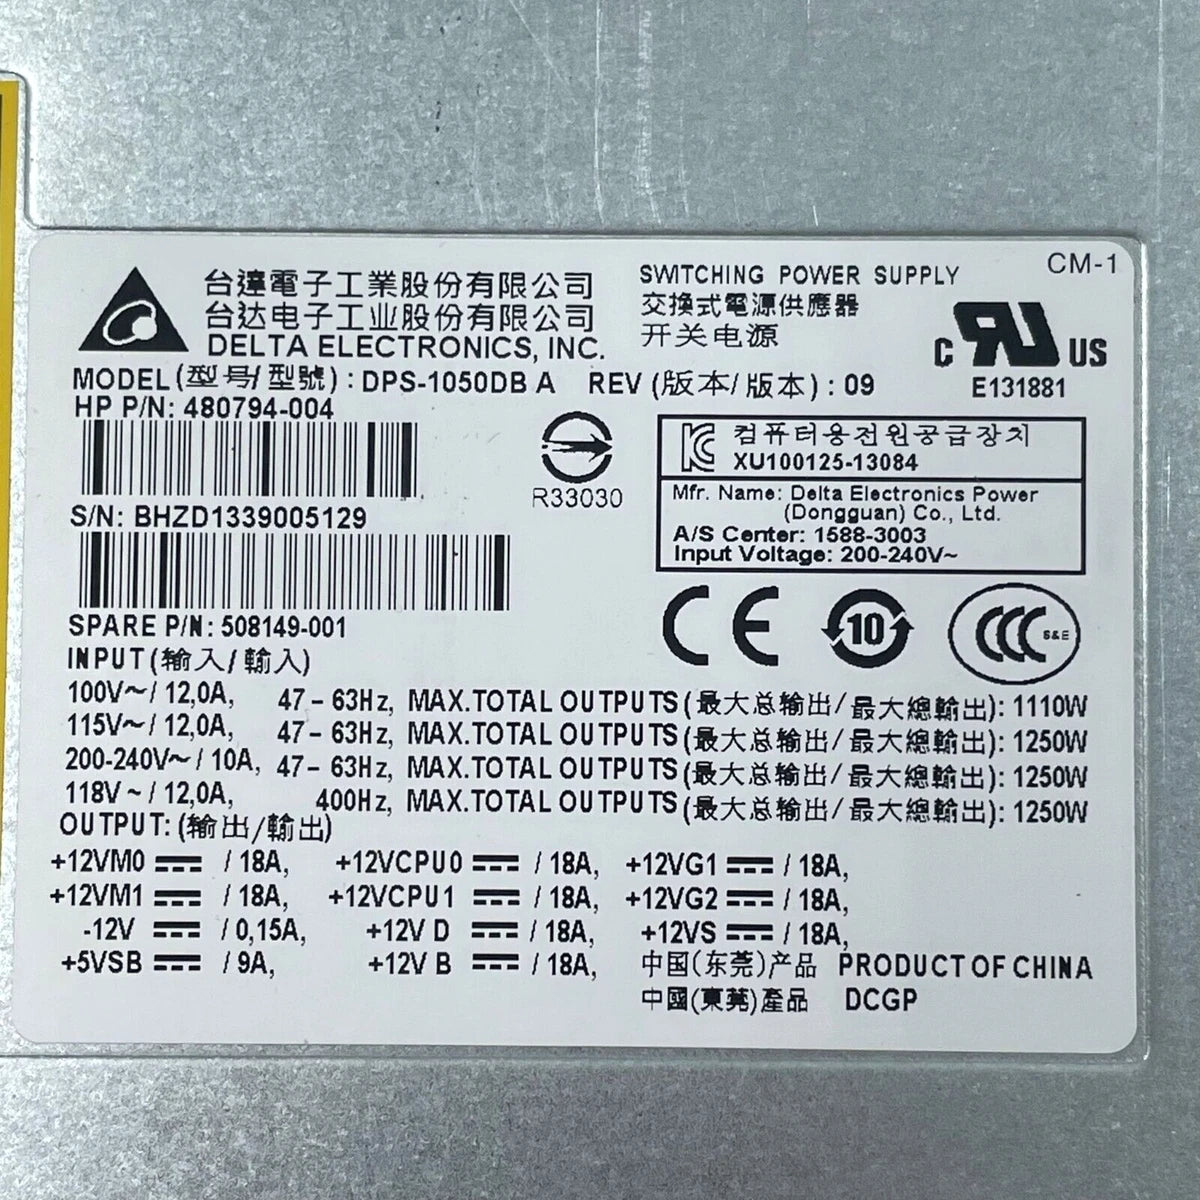 台達電子工業股份有限公司
台达电子工业股份有限公司
DELTA ELECTRONICS, INC.
SWITCHING POWER SUPPLY
交換式電源供應器
开关电源
CM-1
C UR US
E131881
MODEL(型号/型號): DPS-1050DB A REV (版本/版本): 09
HP P/N: 480794-004
R33030
컴퓨터용전원공급장치
XU100125-13084
Mfr. Name: Delta Electronics Power
(Dongguan) Co., Ltd.
A/S Center: 1588-3003
Input Voltage: 200-240V~
S/N: BHZD1339005129
CE
10
CCC S&E
SPARE P/N: 508149-001
INPUT(输入/輸入)
100V~/ 12,0A, 47 – 63Hz, MAX.TOTAL OUTPUTS(最大总输出/最大總輸出): 1110W
115V~/ 12,0A, 47 – 63Hz, MAX.TOTAL OUTPUTS(最大总输出/最大總輸出): 1250W
200-240V~/ 10A, 47 – 63Hz, MAX.TOTAL OUTPUTS(最大总输出/最大總輸出): 1250W
118V ~/ 12,0A, 400Hz, MAX.TOTAL OUTPUTS(最大总输出/最大總輸出): 1250W
OUTPUT:(输出/輸出)
+12VM0 ⎓ / 18A, +12VCPU0 ⎓ / 18A, +12VG1 ⎓ / 18A,
+12VM1 ⎓ / 18A, +12VCPU1 ⎓ / 18A, +12VG2 ⎓ / 18A,
-12V ⎓ / 0,15A, +12V D ⎓ / 18A, +12VS ⎓ / 18A,
+5VSB ⎓ / 9A, +12V B ⎓ / 18A,
中国(东莞)产品 PRODUCT OF CHINA
中國(東莞)產品 DCGP